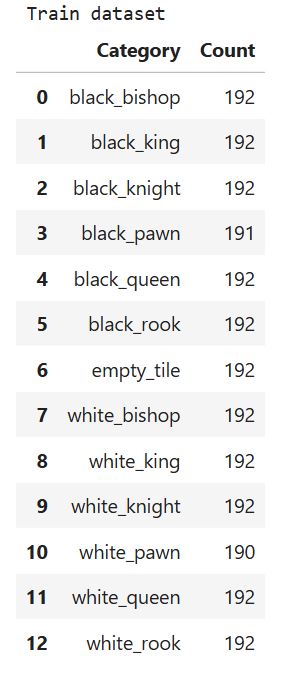 Train dataset
Category Count
0 black_bishop 192
1 black_king 192
2 black_knight 192
3 black_pawn 191
4 black_queen 192
5 black_rook 192
6 empty_tile 192
7 white_bishop 192
8 white_king 192
9 white_knight 192
10 white_pawn 190
11 white_queen 192
12 white_rook 192